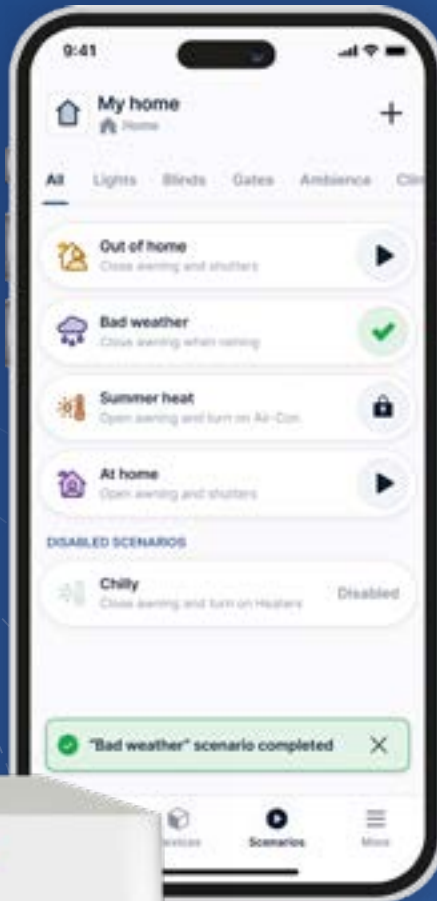 9:41
My home
Home
All Lights Blinds Gates Ambience Clim
Out of home
Close awning and shutters
Bad weather
Close awning when raining
Summer heat
Open awning and turn on Air-Con
At home
Open awning and shutters
DISABLED SCENARIOS
Chilly
Close awning and turn on Heaters
Disabled
"Bad weather" scenario completed
Scenarios More